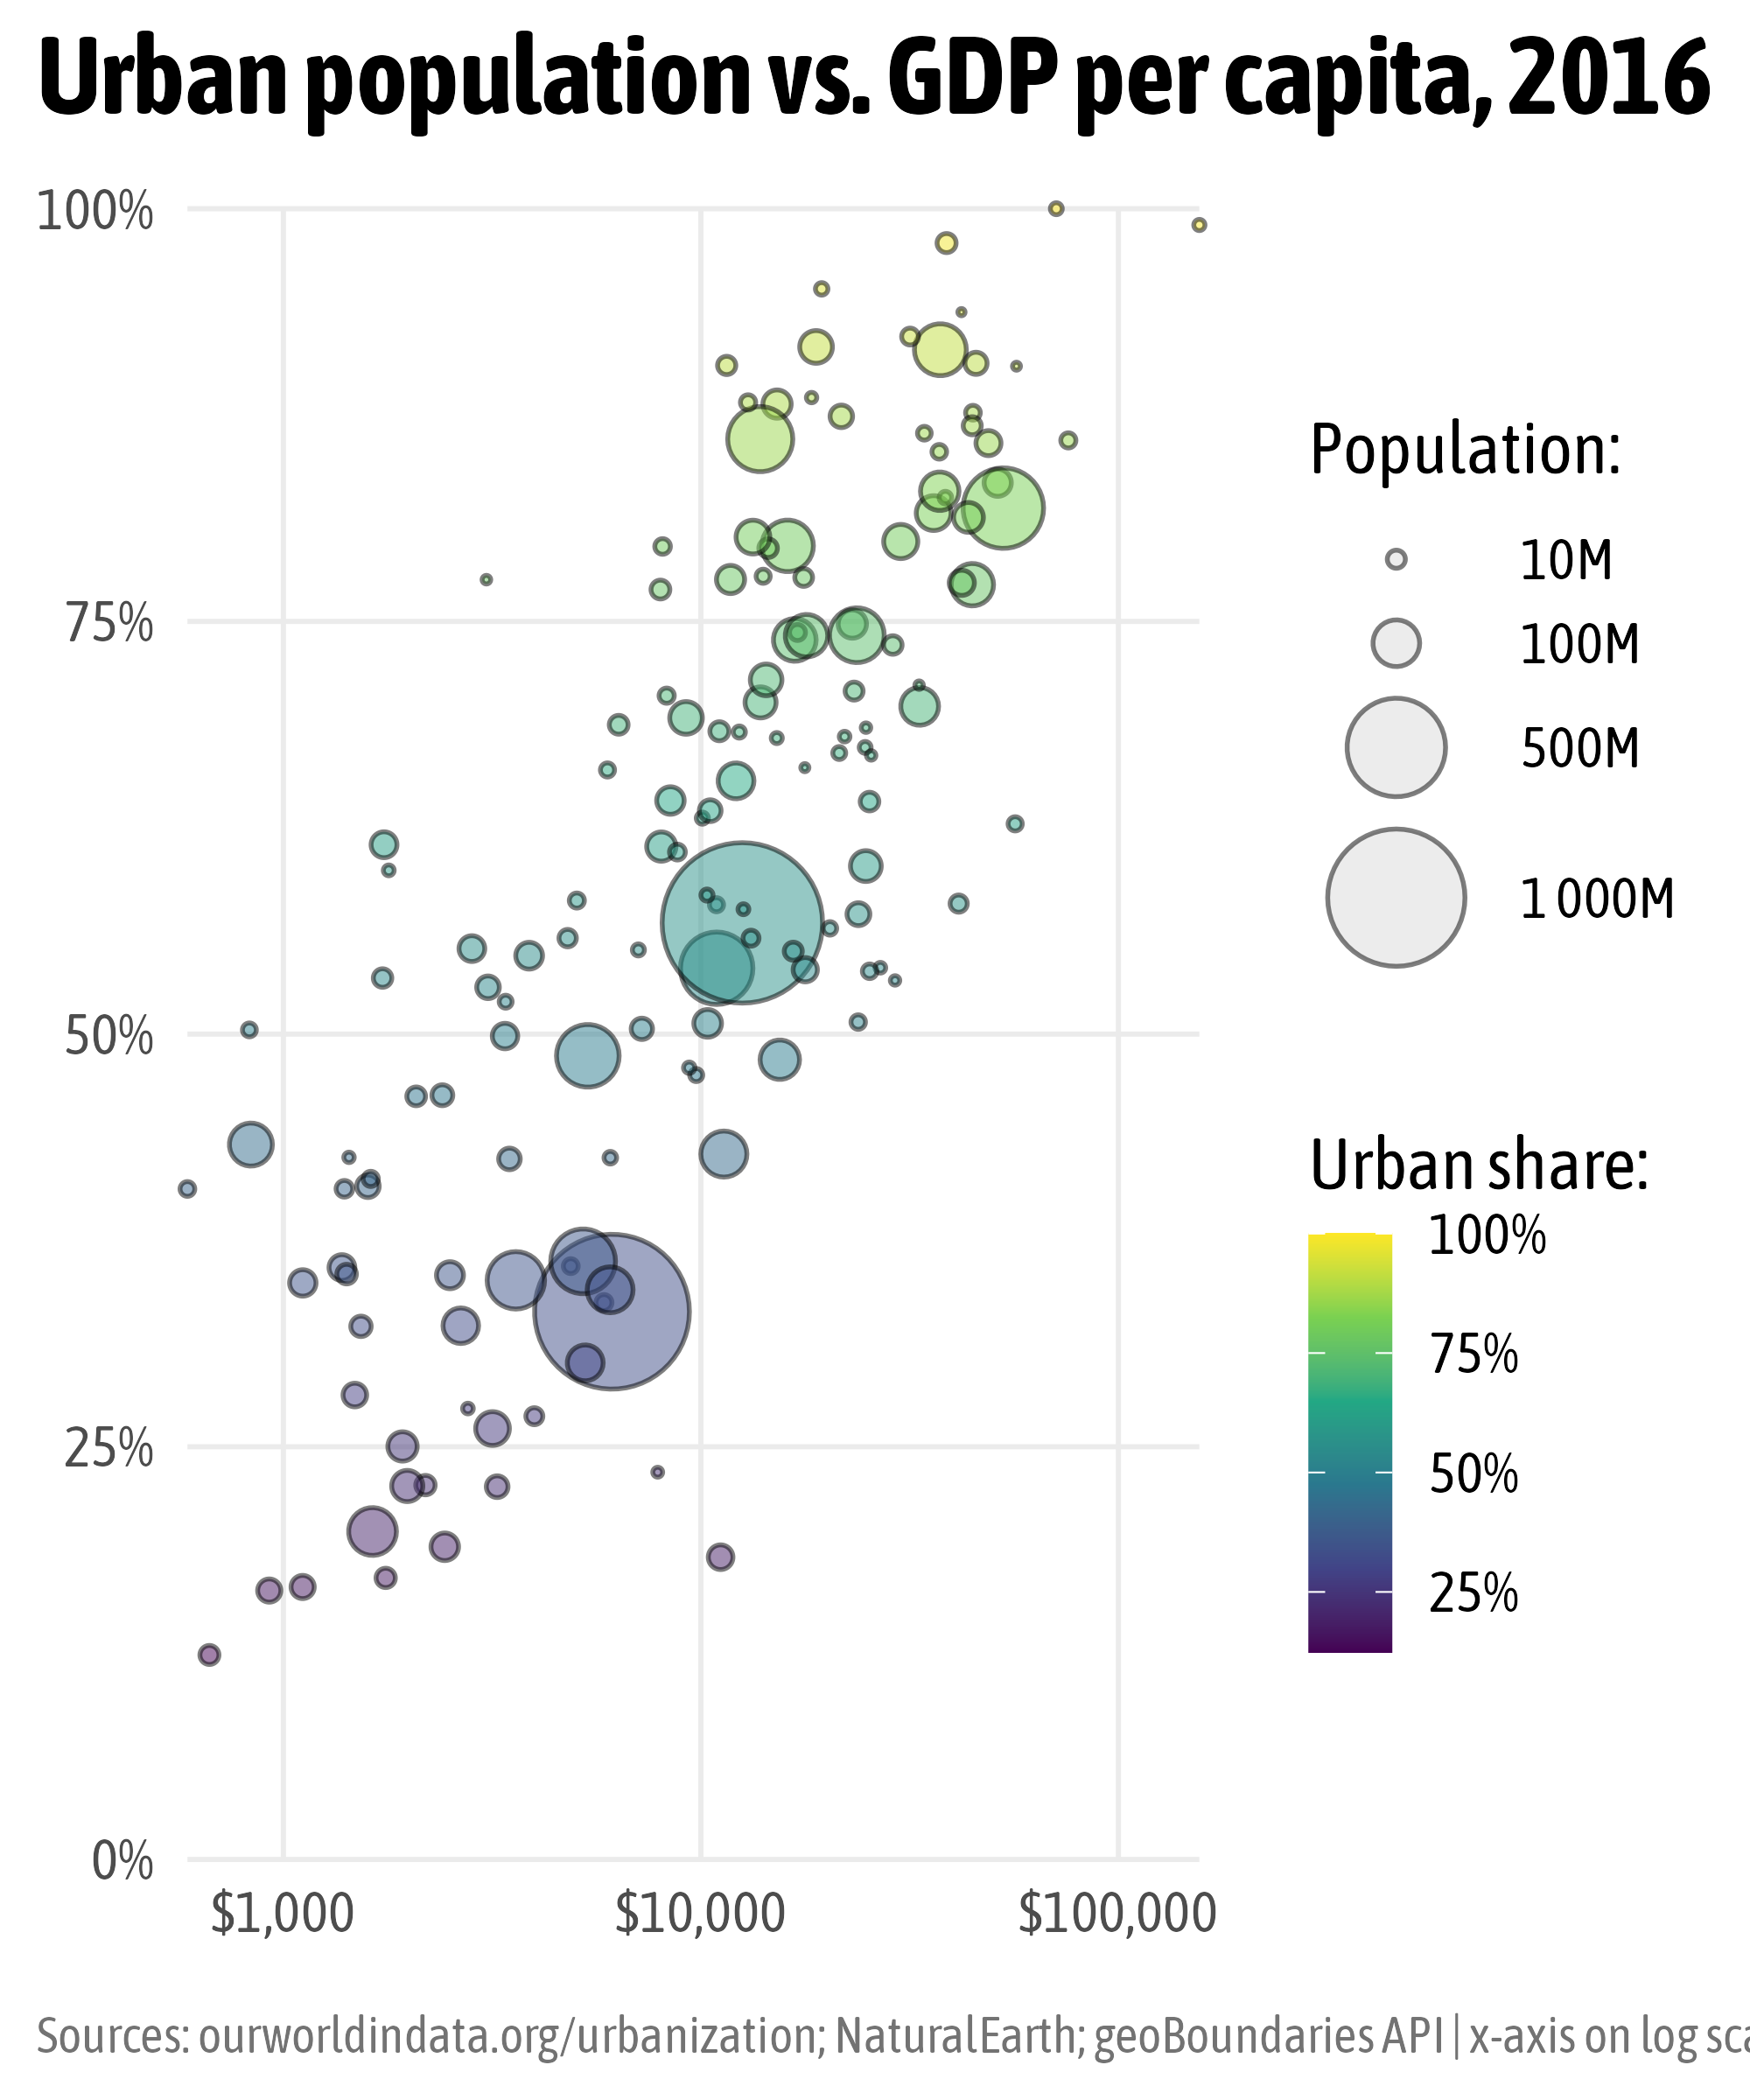 Urban population vs. GDP per capita, 2016
100%
75%
50%
25%
0%
$1,000
$10,000
$100,000
Population:
10M
100M
500M
1 000M
Urban share:
100%
75%
50%
25%
Sources: ourworldindata.org/urbanization; NaturalEarth; geoBoundaries API | x-axis on log